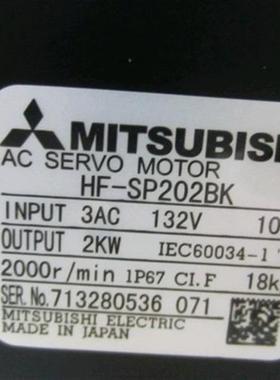 MITSUBISHI
AC SERVO MOTOR
HF-SP202BK
INPUT 3AC 132V 10
OUTPUT 2KW IEC60034-1
2000r/min IP67 CI.F 18k
SER.No.713280536 071
MITSUBISHI ELECTRIC
MADE IN JAPAN